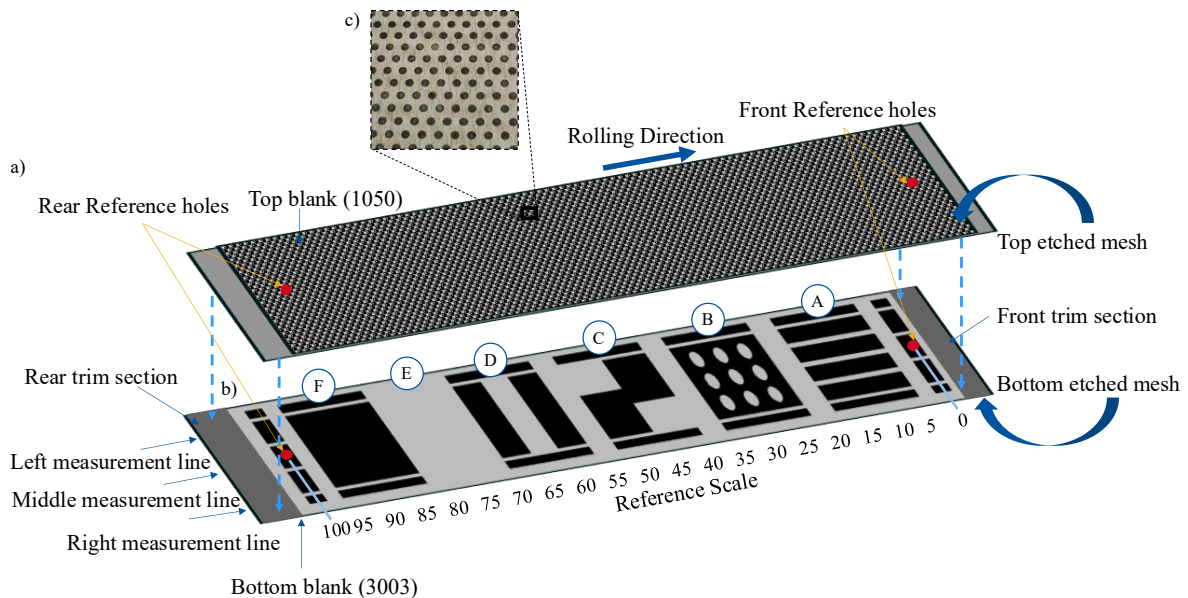 c)
Front Reference holes
Rolling Direction
a)
Rear Reference holes
Top blank (1050)
Top etched mesh
A
B
C
D
E
F
Front trim section
Rear trim section
b)
Bottom etched mesh
Left measurement line
Middle measurement line
Right measurement line
100 95 90 85 80 75 70 65 60 55 50 45 40 35 30 25 20 15 10 5 0
Reference Scale
Bottom blank (3003)